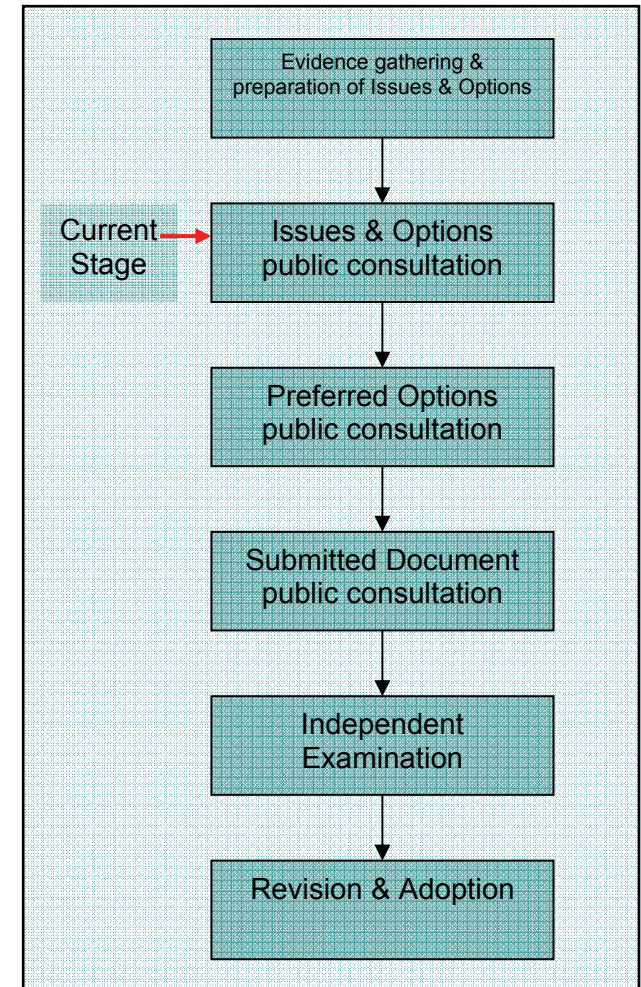 Evidence gathering &
preparation of Issues & Options
Current
Stage
Issues & Options
public consultation
Preferred Options
public consultation
Submitted Document
public consultation
Independent
Examination
Revision & Adoption